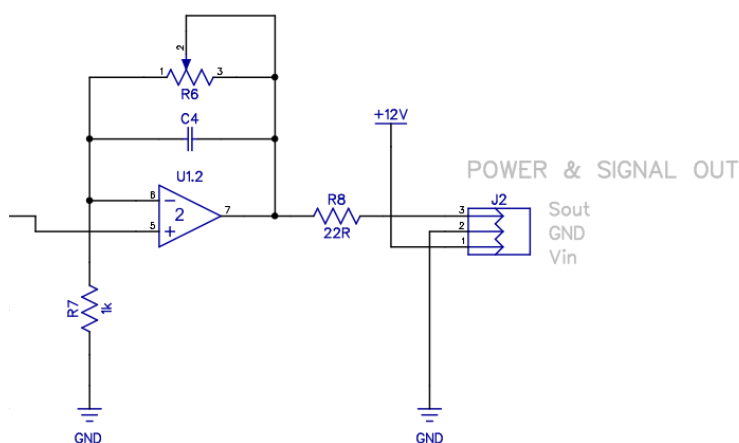 2
1
3
R6
C4
+12V
POWER & SIGNAL OUT
U1.2
6
2
7
5
R8
22R
J2
3
Sout
2
GND
1
Vin
R7
1k
GND
GND